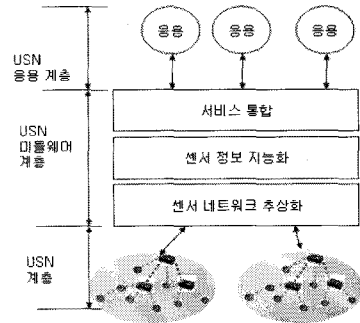 응용
응용
응용
USN
응용 계층
USN
미들웨어
계층
서비스 통합
센서 정보 지능화
센서 네트워크 추상화
USN
계층